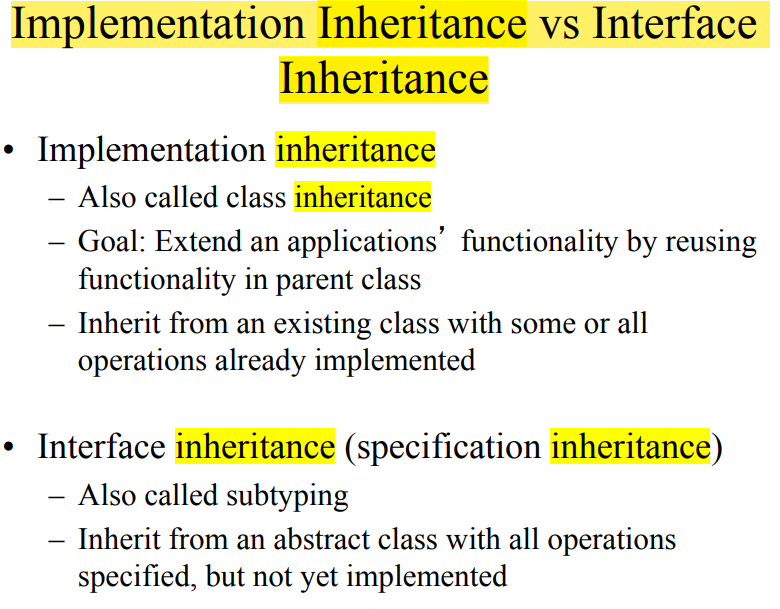 Implementation Inheritance vs Interface
Inheritance
• Implementation inheritance
– Also called class inheritance
– Goal: Extend an applications’ functionality by reusing
functionality in parent class
– Inherit from an existing class with some or all
operations already implemented
• Interface inheritance (specification inheritance)
– Also called subtyping
– Inherit from an abstract class with all operations
specified, but not yet implemented